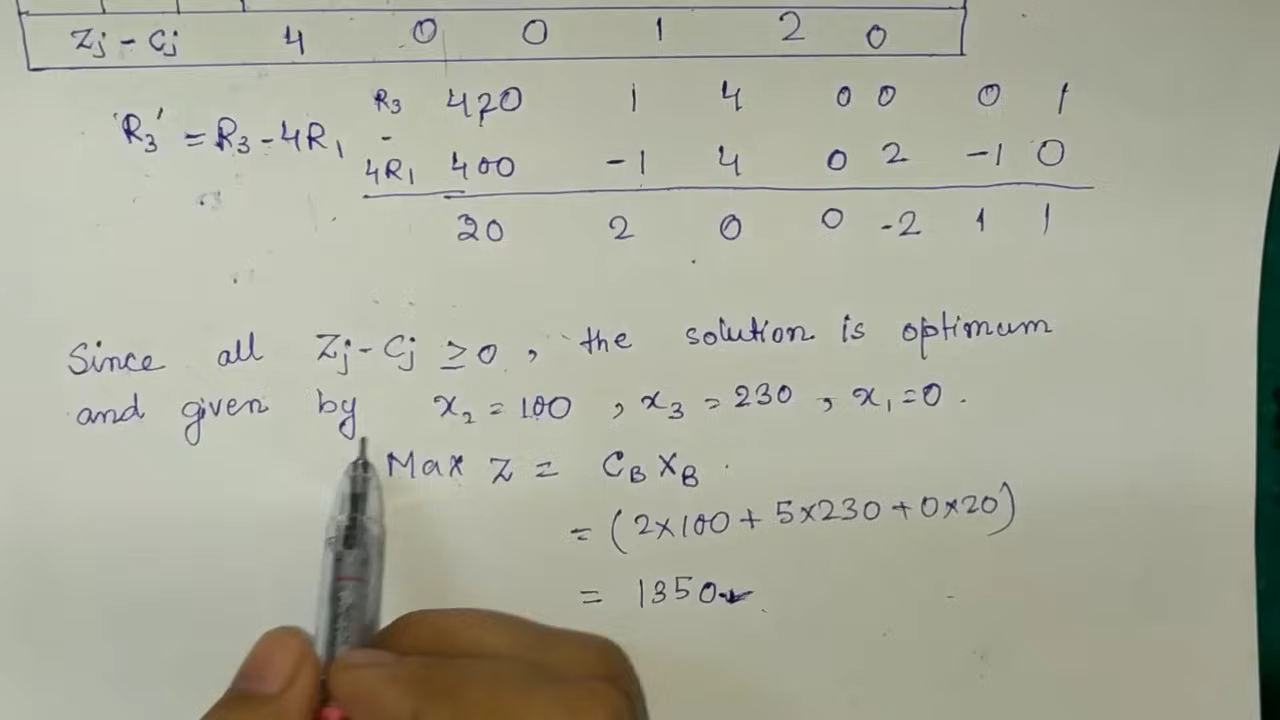 Zj - Cj 4 0 0 1 2 0
R3 420 1 4 0 0 0 1
R3' = R3 - 4R1 -
4R1 400 -1 4 0 2 -1 0
20 2 0 0 -2 1 1
Since all Zj - Cj ≥ 0, the solution is optimum
and given by x2 = 100, x3 = 230, x1 = 0.
Max Z = CB XB
= (2×100 + 5×230 + 0×20)
= 1350